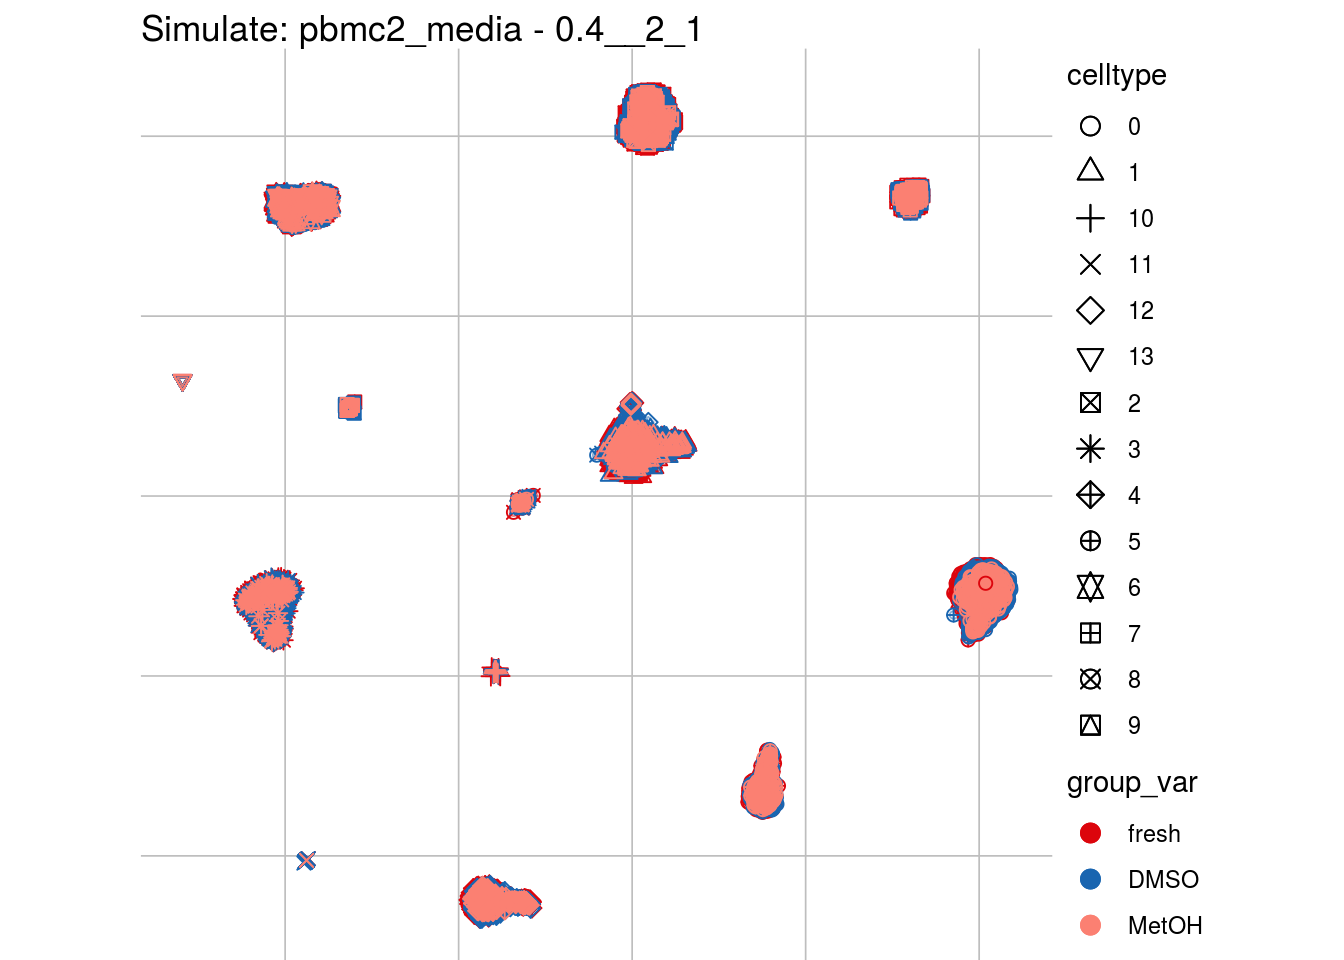 Simulate: pbmc2_media - 0.4__2_1
celltype
0
1
10
11
12
13
2
3
4
5
6
7
8
9
group_var
fresh
DMSO
MetOH